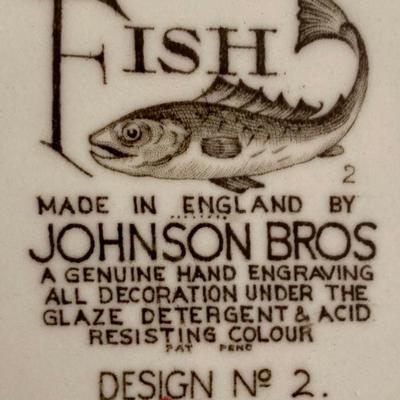 FISH
2
MADE IN ENGLAND BY
JOHNSON BROS
A GENUINE HAND ENGRAVING
ALL DECORATION UNDER THE
GLAZE DETERGENT & ACID
RESISTING COLOUR
PAT PEND
DESIGN Nº 2.